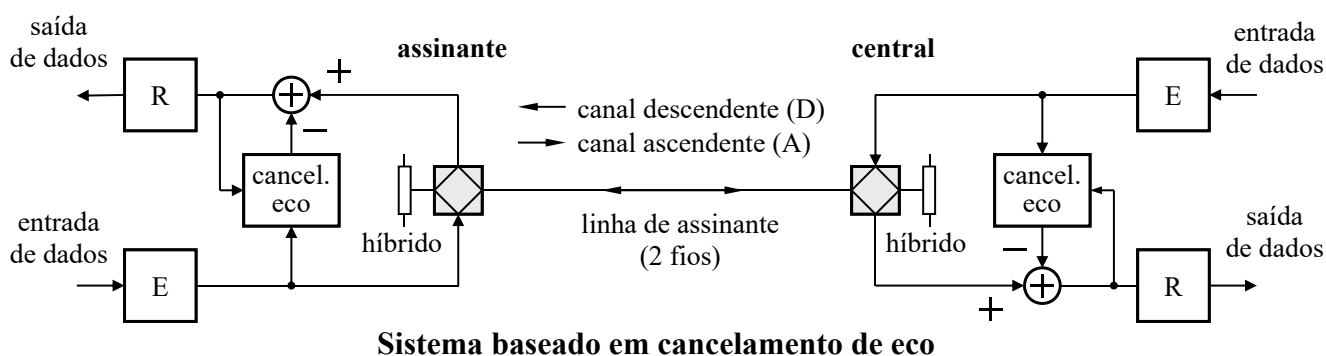 saída
de dados
R
assinante
+
−
cancel.
eco
entrada
de dados
E
híbrido
canal descendente (D)
canal ascendente (A)
linha de assinante
(2 fios)
central
entrada
de dados
E
cancel.
eco
híbrido
−
+
saída
de dados
R
Sistema baseado em cancelamento de eco